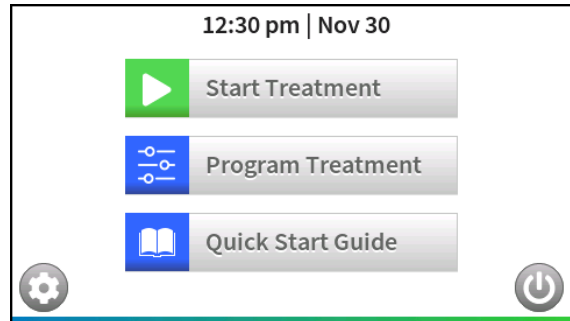 12:30 pm | Nov 30
Start Treatment
Program Treatment
Quick Start Guide